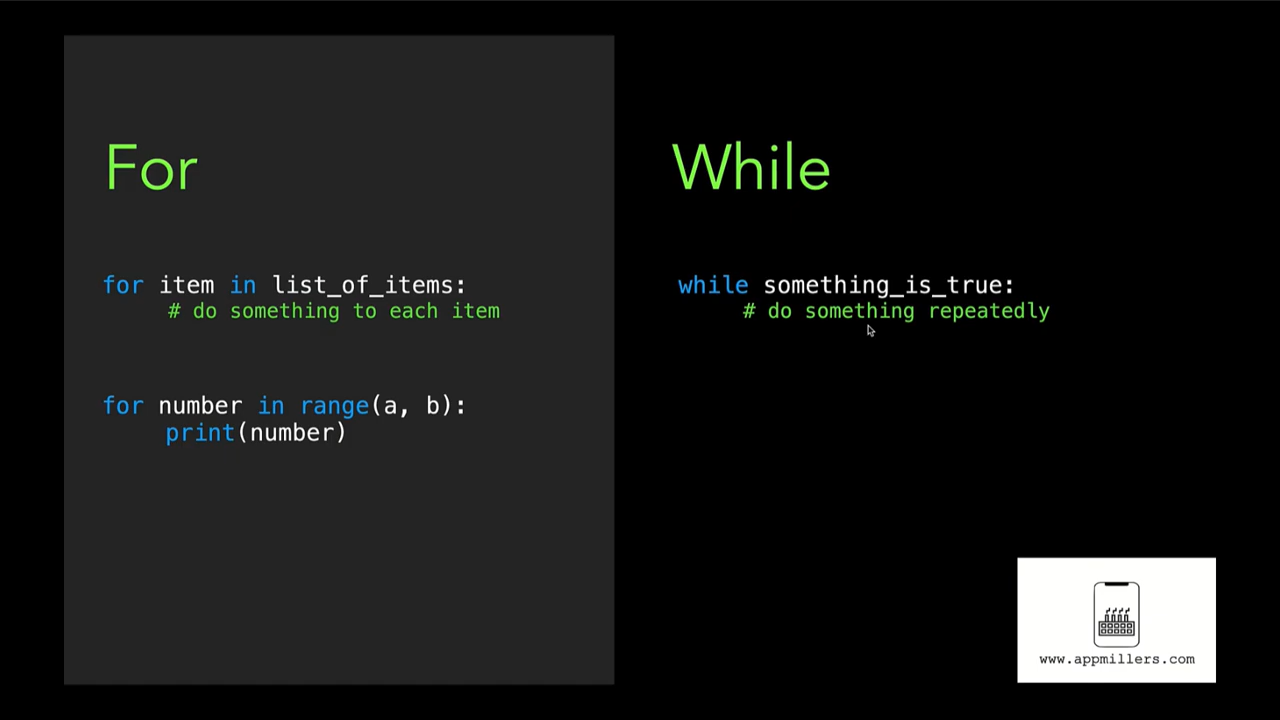 For
for item in list_of_items:
# do something to each item
for number in range(a, b):
print(number)
While
while something_is_true:
# do something repeatedly
www.appmillers.com